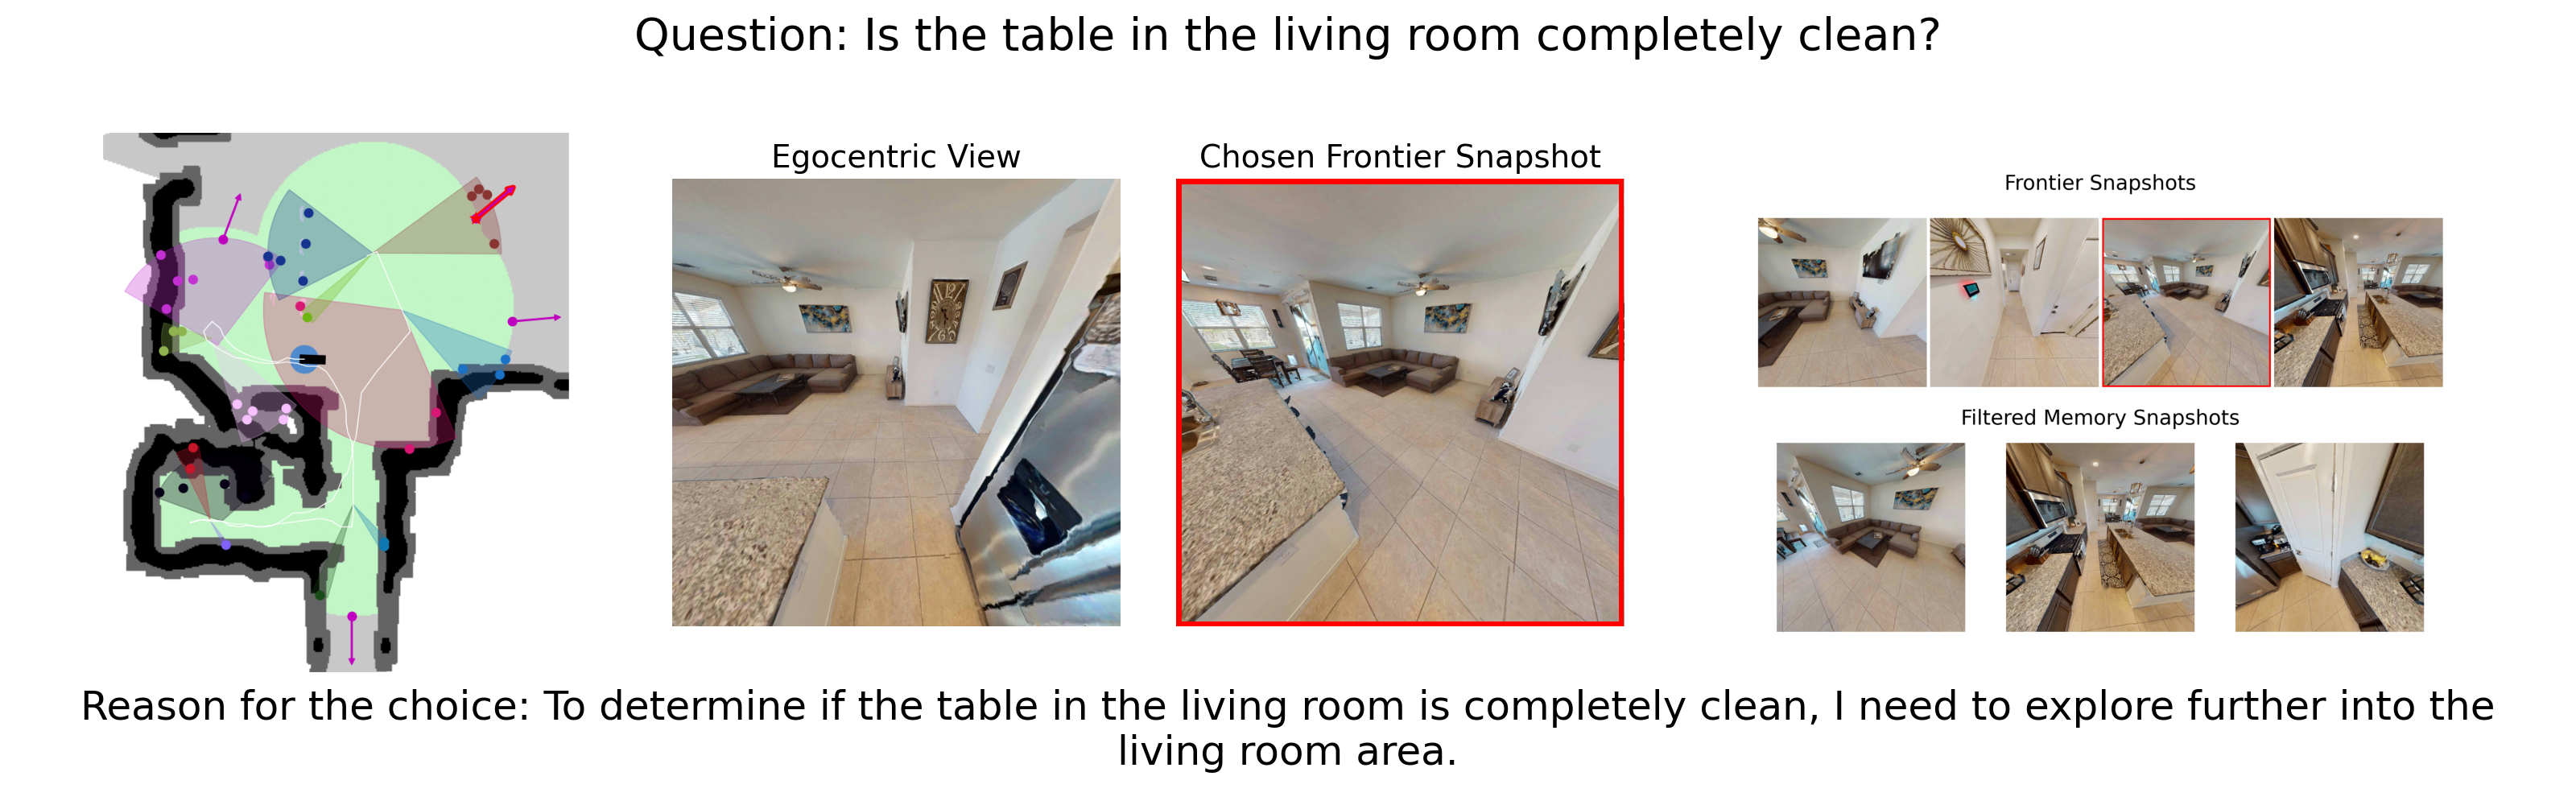 Question: Is the table in the living room completely clean?
Egocentric View
Chosen Frontier Snapshot
Frontier Snapshots
Filtered Memory Snapshots
Reason for the choice: To determine if the table in the living room is completely clean, I need to explore further into the
living room area.